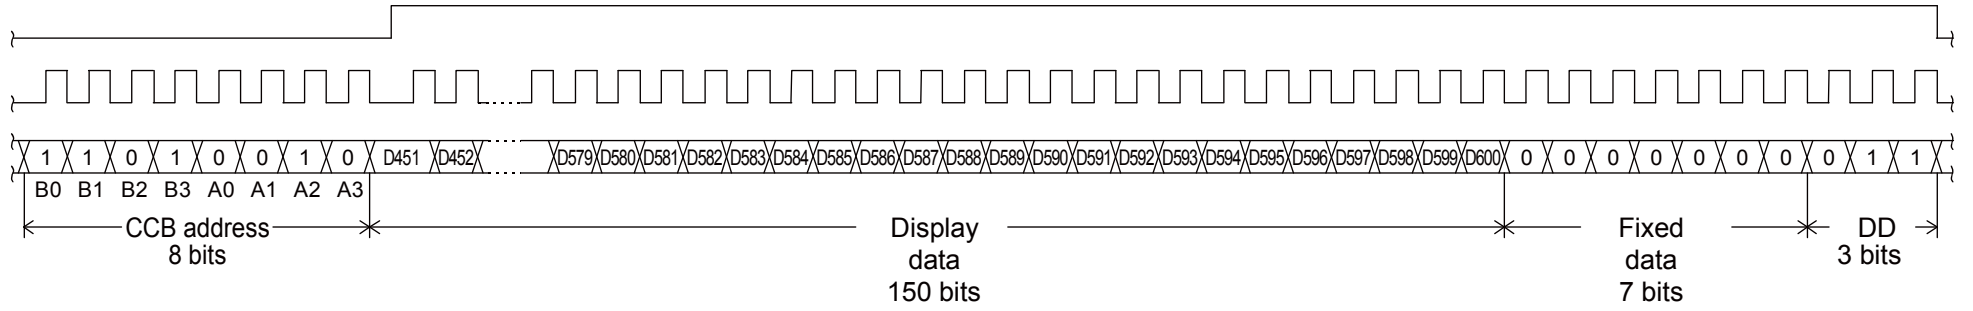 1 1 0 1 0 0 1 0 D451 D452 D579 D580 D581 D582 D583 D584 D585 D586 D587 D588 D589 D590 D591 D592 D593 D594 D595 D596 D597 D598 D599 D600 0 0 0 0 0 0 0 0 1 1
B0 B1 B2 B3 A0 A1 A2 A3
CCB address
8 bits
Display
data
150 bits
Fixed
data
7 bits
DD
3 bits